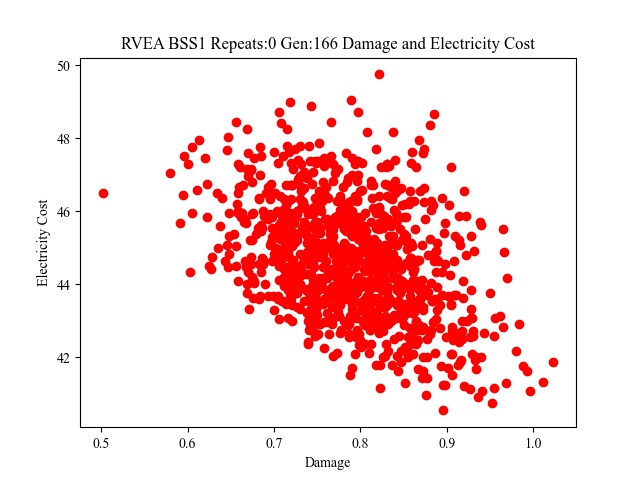 RVEA BSS1 Repeats:0 Gen:166 Damage and Electricity Cost
50
48
46
44
42
Electricity Cost
0.5 0.6 0.7 0.8 0.9 1.0
Damage